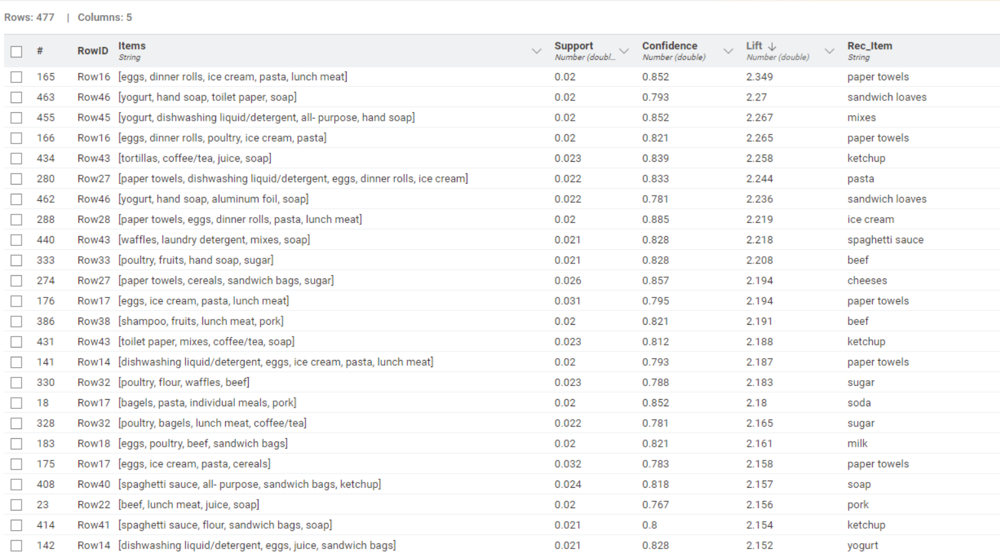 Rows: 477 | Columns: 5
# RowID Items String Support Number (doubl... Confidence Number (double) Lift ↓ Number (double) Rec_Item String
165 Row16 [eggs, dinner rolls, ice cream, pasta, lunch meat] 0.02 0.852 2.349 paper towels
463 Row46 [yogurt, hand soap, toilet paper, soap] 0.02 0.793 2.27 sandwich loaves
455 Row45 [yogurt, dishwashing liquid/detergent, all- purpose, hand soap] 0.02 0.852 2.267 mixes
166 Row16 [eggs, dinner rolls, poultry, ice cream, pasta] 0.02 0.821 2.265 paper towels
434 Row43 [tortillas, coffee/tea, juice, soap] 0.023 0.839 2.258 ketchup
280 Row27 [paper towels, dishwashing liquid/detergent, eggs, dinner rolls, ice cream] 0.022 0.833 2.244 pasta
462 Row46 [yogurt, hand soap, aluminum foil, soap] 0.022 0.781 2.236 sandwich loaves
288 Row28 [paper towels, eggs, dinner rolls, pasta, lunch meat] 0.02 0.885 2.219 ice cream
440 Row43 [waffles, laundry detergent, mixes, soap] 0.021 0.828 2.218 spaghetti sauce
333 Row33 [poultry, fruits, hand soap, sugar] 0.021 0.828 2.208 beef
274 Row27 [paper towels, cereals, sandwich bags, sugar] 0.026 0.857 2.194 cheeses
176 Row17 [eggs, ice cream, pasta, lunch meat] 0.031 0.795 2.194 paper towels
386 Row38 [shampoo, fruits, lunch meat, pork] 0.02 0.821 2.191 beef
431 Row43 [toilet paper, mixes, coffee/tea, soap] 0.023 0.812 2.188 ketchup
141 Row14 [dishwashing liquid/detergent, eggs, ice cream, pasta, lunch meat] 0.02 0.793 2.187 paper towels
330 Row32 [poultry, flour, waffles, beef] 0.023 0.788 2.183 sugar
18 Row17 [bagels, pasta, individual meals, pork] 0.02 0.852 2.18 soda
328 Row32 [poultry, bagels, lunch meat, coffee/tea] 0.022 0.781 2.165 sugar
183 Row18 [eggs, poultry, beef, sandwich bags] 0.02 0.821 2.161 milk
175 Row17 [eggs, ice cream, pasta, cereals] 0.032 0.783 2.158 paper towels
408 Row40 [spaghetti sauce, all- purpose, sandwich bags, ketchup] 0.024 0.818 2.157 soap
23 Row22 [beef, lunch meat, juice, soap] 0.02 0.767 2.156 pork
414 Row41 [spaghetti sauce, flour, sandwich bags, soap] 0.021 0.8 2.154 ketchup
142 Row14 [dishwashing liquid/detergent, eggs, juice, sandwich bags] 0.021 0.828 2.152 yogurt